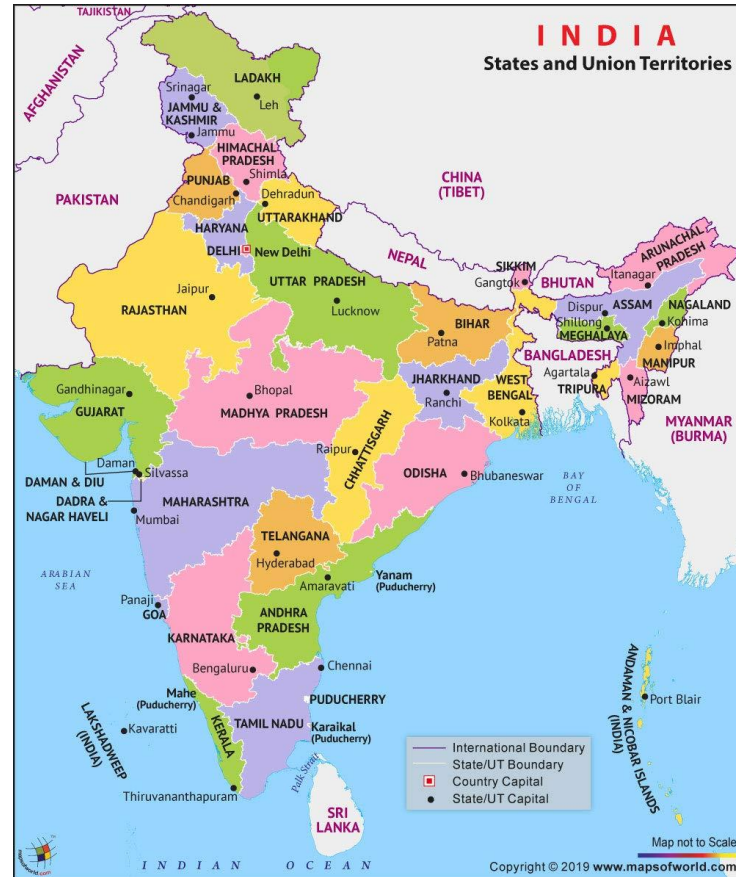 INDIA
States and Union Territories
TAJIKISTAN
AFGHANISTAN
PAKISTAN
CHINA
(TIBET)
NEPAL
BHUTAN
BANGLADESH
MYANMAR
(BURMA)
SRI
LANKA
LADAKH
Leh
Srinagar
JAMMU &
KASHMIR
Jammu
HIMACHAL
PRADESH
Shimla
PUNJAB
Chandigarh
Dehradun
UTTARAKHAND
HARYANA
DELHI
New Delhi
RAJASTHAN
Jaipur
UTTAR PRADESH
Lucknow
BIHAR
Patna
SIKKIM
Gangtok
ARUNACHAL
PRADESH
Itanagar
ASSAM
Dispur
NAGALAND
Kohima
Shillong
MEGHALAYA
Imphal
MANIPUR
Agartala
TRIPURA
Aizawl
MIZORAM
Gandhinagar
GUJARAT
Bhopal
MADHYA PRADESH
JHARKHAND
Ranchi
WEST
BENGAL
Kolkata
Raipur
CHHATTISGARH
ODISHA
Bhubaneswar
BAY
OF
BENGAL
Daman
DAMAN & DIU
Silvassa
DADRA &
NAGAR HAVELI
MAHARASHTRA
Mumbai
TELANGANA
Hyderabad
Amaravati
Yanam
(Puducherry)
ARABIAN
SEA
Panaji
GOA
KARNATAKA
ANDHRA
PRADESH
Bengaluru
Chennai
Mahe
(Puducherry)
PUDUCHERRY
TAMIL NADU
Karaikal
(Puducherry)
KERALA
LAKSHADWEEP
(INDIA)
Kavaratti
Thiruvananthapuram
Palk Strait
ANDAMAN & NICOBAR ISLANDS
(INDIA)
Port Blair
International Boundary
State/UT Boundary
Country Capital
State/UT Capital
INDIAN OCEAN
Map not to Scale
mapsofworld.com
Copyright © 2019 www.mapsofworld.com